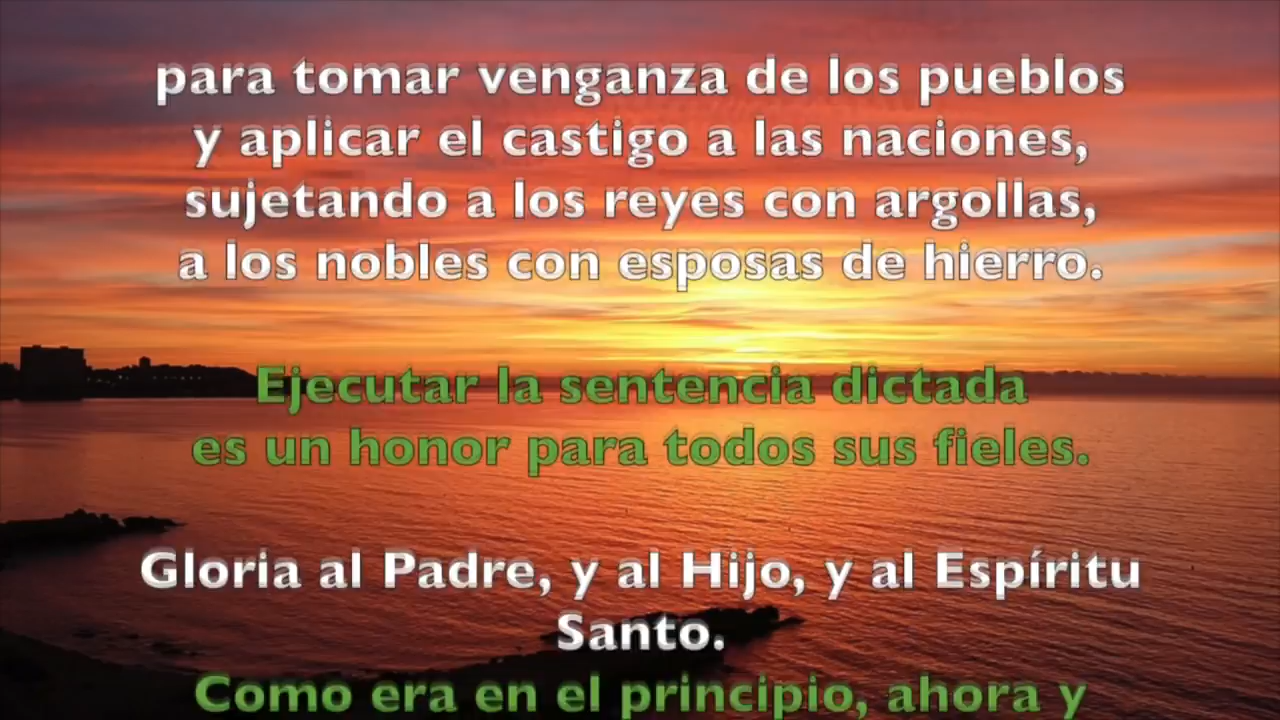 para tomar venganza de los pueblos
y aplicar el castigo a las naciones,
sujetando a los reyes con argollas,
a los nobles con esposas de hierro.
Ejecutar la sentencia dictada
es un honor para todos sus fieles.
Gloria al Padre, y al Hijo, y al Espíritu
Santo.
Como era en el principio, ahora y